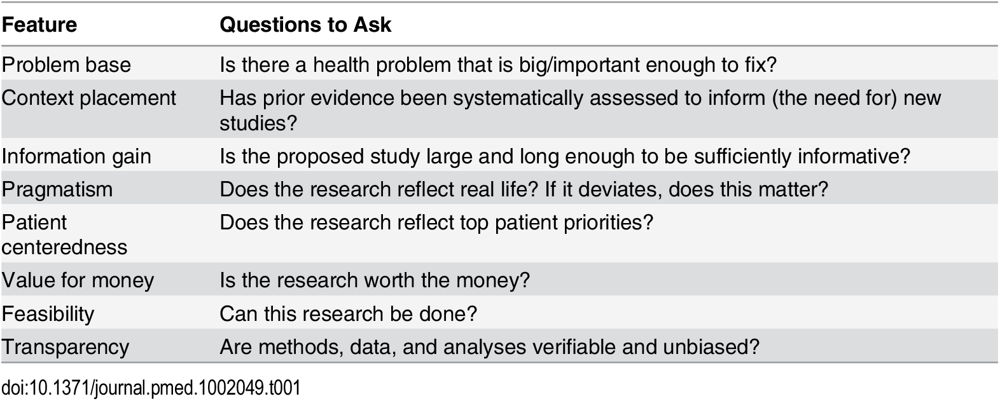 Feature Questions to Ask
Problem base Is there a health problem that is big/important enough to fix?
Context placement Has prior evidence been systematically assessed to inform (the need for) new
studies?
Information gain Is the proposed study large and long enough to be sufficiently informative?
Pragmatism Does the research reflect real life? If it deviates, does this matter?
Patient Does the research reflect top patient priorities?
centeredness
Value for money Is the research worth the money?
Feasibility Can this research be done?
Transparency Are methods, data, and analyses verifiable and unbiased?
doi:10.1371/journal.pmed.1002049.t001